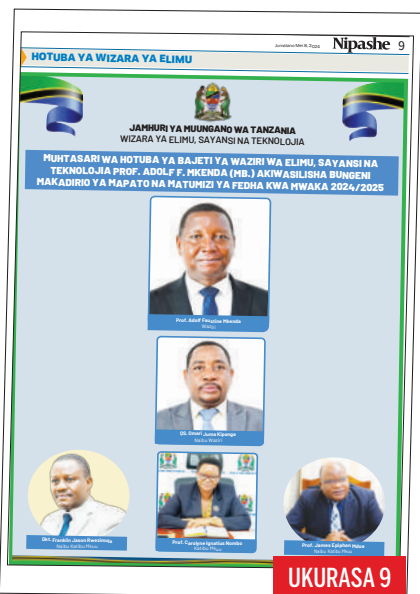 Jumatano Mei 8, 2024 Nipashe 9
HOTUBA YA WIZARA YA ELIMU
JAMHURI YA MUUNGANO WA TANZANIA
WIZARA YA ELIMU, SAYANSI NA TEKNOLOJIA
MUHTASARI WA HOTUBA YA BAJETI YA WAZIRI WA ELIMU, SAYANSI NA
TEKNOLOJIA PROF. ADOLF F. MKENDA (MB.) AKIWASILISHA BUNGENI
MAKADIRIO YA MAPATO NA MATUMIZI YA FEDHA KWA MWAKA 2024/2025
Prof. Adolf Faustine Mkenda
Waziri
Omari Juma Kipanga
Naibu Waziri
Dkt. Franklin Jasson Rwezimula
Naibu Katibu Mkuu
Prof. Carolyne Ignatius Nombo
Katibu Mkuu
Prof. James Epiphan Mdoe
Naibu Katibu Mkuu
UKURASA 9